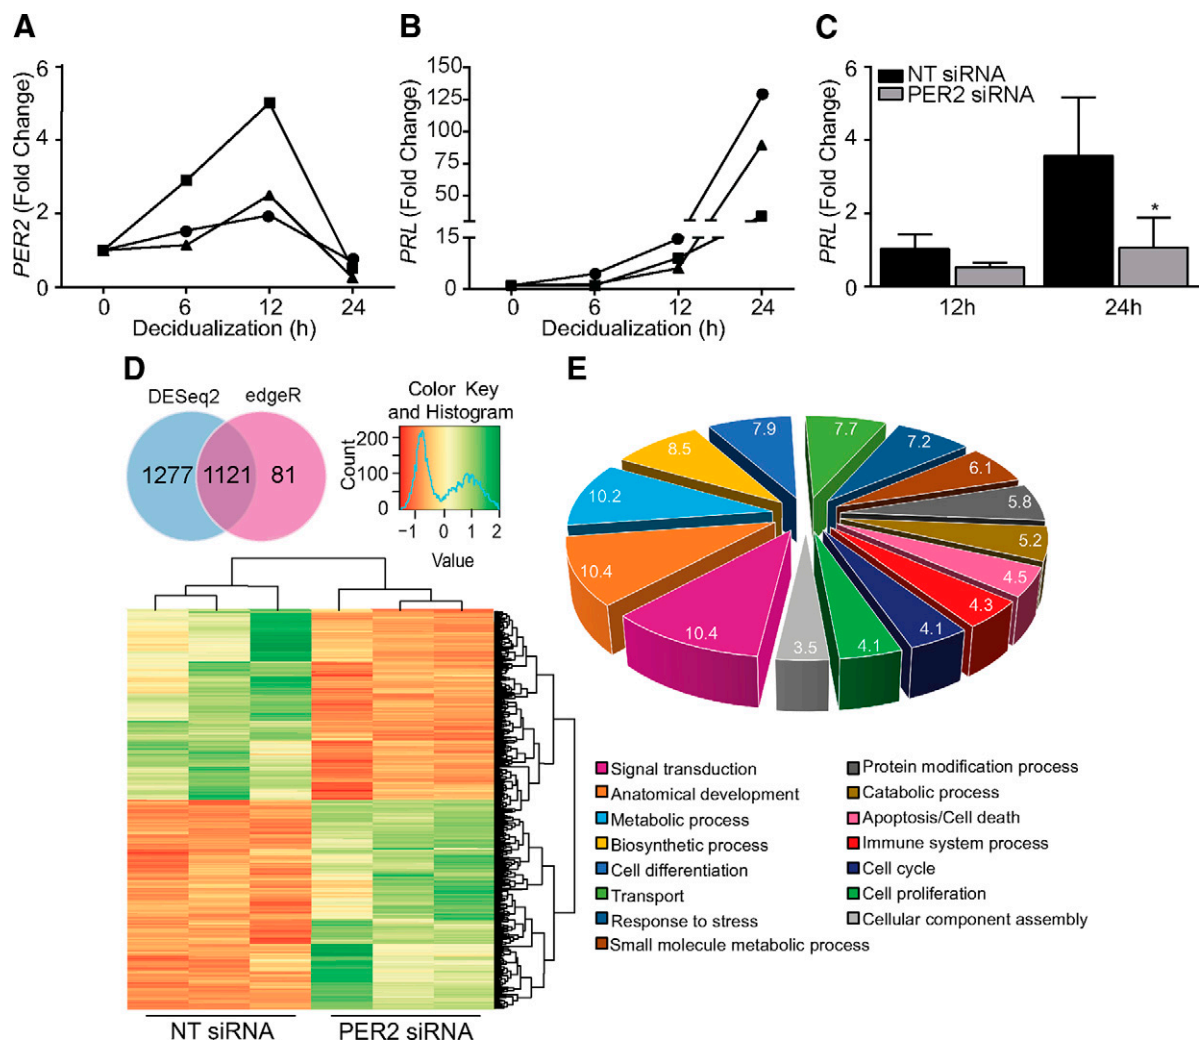 A
PER2 (Fold Change)
6
4
2
0
0 6 12 24
Decidualization (h)
B
PRL (Fold Change)
150
125
100
75
50
15
0
0 6 12 24
Decidualization (h)
C
PRL (Fold Change)
6
4
2
0
NT siRNA
PER2 siRNA
*
12h 24h
D
DESeq2 edgeR
1277 1121 81
Color Key
and Histogram
Count
200
100
0
−1 0 1 2
Value
NT siRNA PER2 siRNA
E
7.9
7.7
7.2
6.1
5.8
5.2
4.5
4.3
4.1
4.1
3.5
10.4
10.4
10.2
8.5
Signal transduction
Anatomical development
Metabolic process
Biosynthetic process
Cell differentiation
Transport
Response to stress
Small molecule metabolic process
Protein modification process
Catabolic process
Apoptosis/Cell death
Immune system process
Cell cycle
Cell proliferation
Cellular component assembly